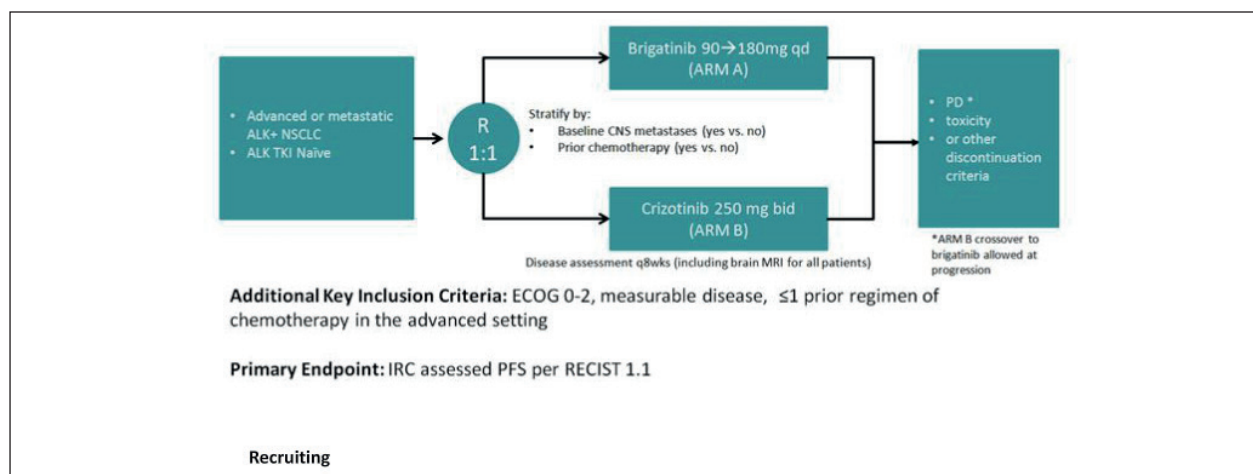 • Advanced or metastatic
ALK+ NSCLC
• ALK TKI Naïve
R
1:1
Brigatinib 90→180mg qd
(ARM A)
Stratify by:
• Baseline CNS metastases (yes vs. no)
• Prior chemotherapy (yes vs. no)
Crizotinib 250 mg bid
(ARM B)
Disease assessment q8wks (including brain MRI for all patients)
• PD *
• toxicity
• or other
discontinuation
criteria
*ARM B crossover to
brigatinib allowed at
progression
Additional Key Inclusion Criteria: ECOG 0-2, measurable disease, ≤1 prior regimen of
chemotherapy in the advanced setting
Primary Endpoint: IRC assessed PFS per RECIST 1.1
Recruiting